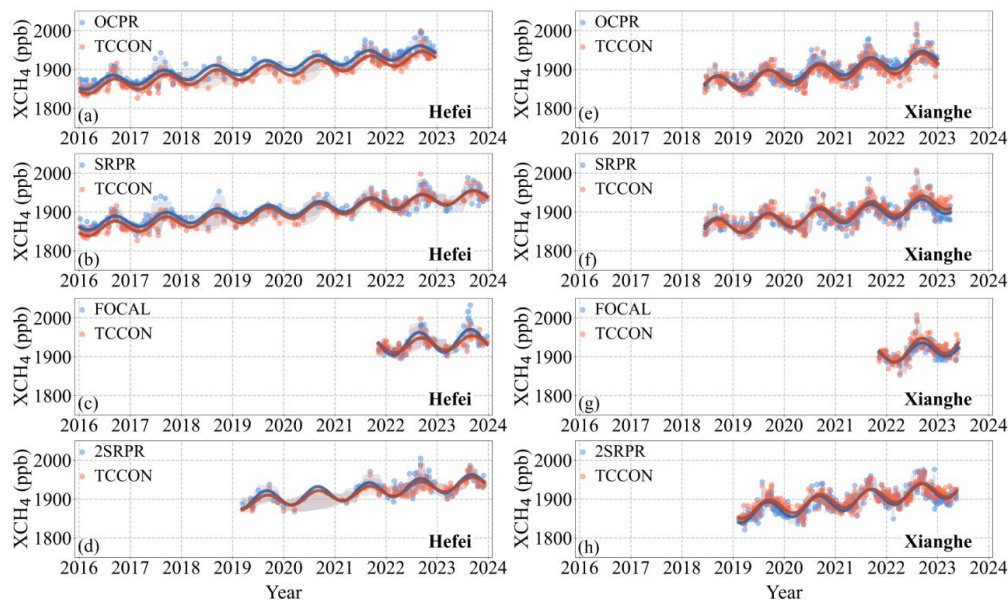 2000
1900
1800
XCH4 (ppb)
OCPR
TCCON
(a)
Hefei
2016 2017 2018 2019 2020 2021 2022 2023 2024
2000
1900
1800
XCH4 (ppb)
OCPR
TCCON
(e)
Xianghe
2016 2017 2018 2019 2020 2021 2022 2023 2024
2000
1900
1800
XCH4 (ppb)
SRPR
TCCON
(b)
Hefei
2016 2017 2018 2019 2020 2021 2022 2023 2024
2000
1900
1800
XCH4 (ppb)
SRPR
TCCON
(f)
Xianghe
2016 2017 2018 2019 2020 2021 2022 2023 2024
2000
1900
1800
XCH4 (ppb)
FOCAL
TCCON
(c)
Hefei
2016 2017 2018 2019 2020 2021 2022 2023 2024
2000
1900
1800
XCH4 (ppb)
FOCAL
TCCON
(g)
Xianghe
2016 2017 2018 2019 2020 2021 2022 2023 2024
2000
1900
1800
XCH4 (ppb)
2SRPR
TCCON
(d)
Hefei
2016 2017 2018 2019 2020 2021 2022 2023 2024
Year
2000
1900
1800
XCH4 (ppb)
2SRPR
TCCON
(h)
Xianghe
2016 2017 2018 2019 2020 2021 2022 2023 2024
Year